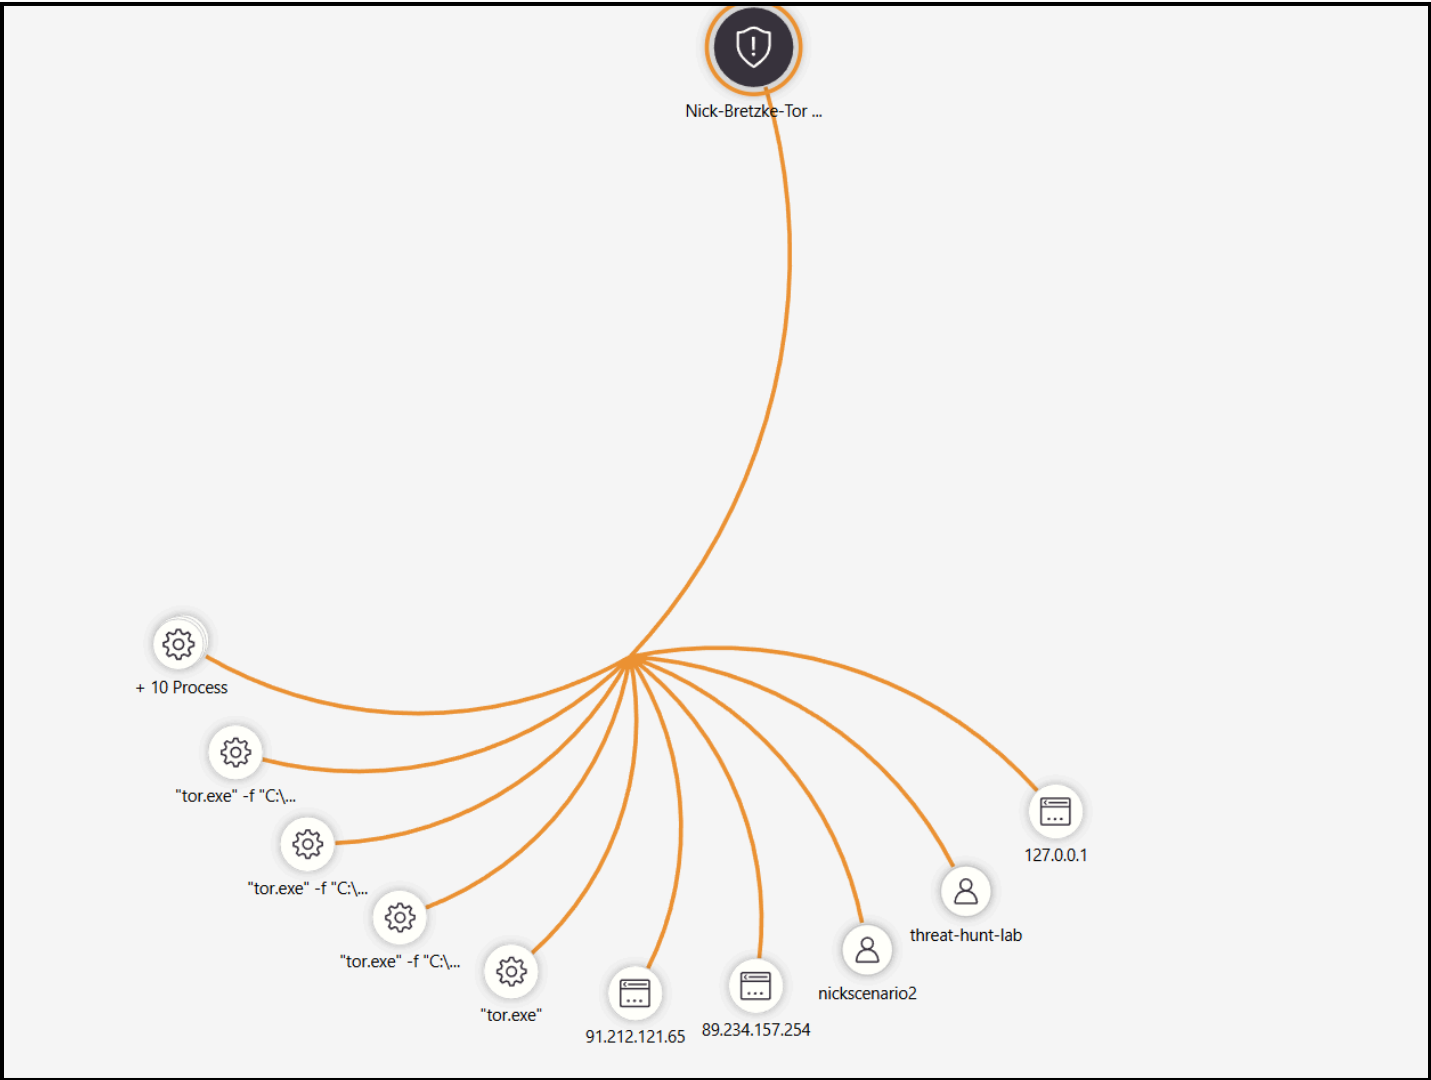 Nick-Bretzke-Tor ...
+ 10 Process
"tor.exe" -f "C:\...
"tor.exe" -f "C:\...
"tor.exe" -f "C:\...
"tor.exe"
91.212.121.65
89.234.157.254
nickscenario2
threat-hunt-lab
127.0.0.1